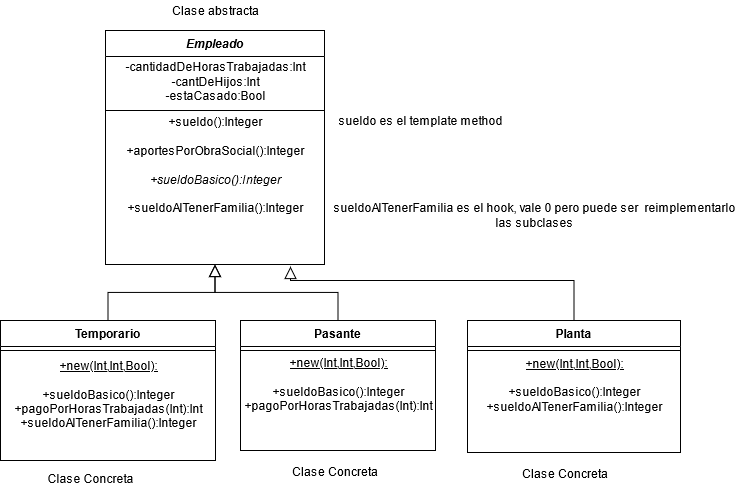 Clase abstracta
Empleado
-cantidadDeHorasTrabajadas:Int
-cantDeHijos:Int
-estaCasado:Bool
+sueldo():Integer
sueldo es el template method
+aportesPorObraSocial():Integer
+sueldoBasico():Integer
+sueldoAlTenerFamilia():Integer
sueldoAlTenerFamilia es el hook, vale 0 pero puede ser reimplementarlo
las subclases
Temporario
+new(Int,Int,Bool):
+sueldoBasico():Integer
+pagoPorHorasTrabajadas(Int):Int
+sueldoAlTenerFamilia():Integer
Clase Concreta
Pasante
+new(Int,Int,Bool):
+sueldoBasico():Integer
+pagoPorHorasTrabajadas(Int):Int
Clase Concreta
Planta
+new(Int,Int,Bool):
+sueldoBasico():Integer
+sueldoAlTenerFamilia():Integer
Clase Concreta